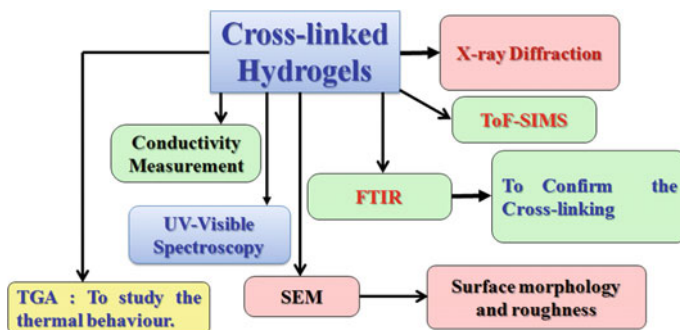 Cross-linked
Hydrogels
X-ray Diffraction
ToF-SIMS
Conductivity
Measurement
FTIR
To Confirm the
Cross-linking
UV-Visible
Spectroscopy
TGA : To study the
thermal behaviour.
SEM
Surface morphology
and roughness